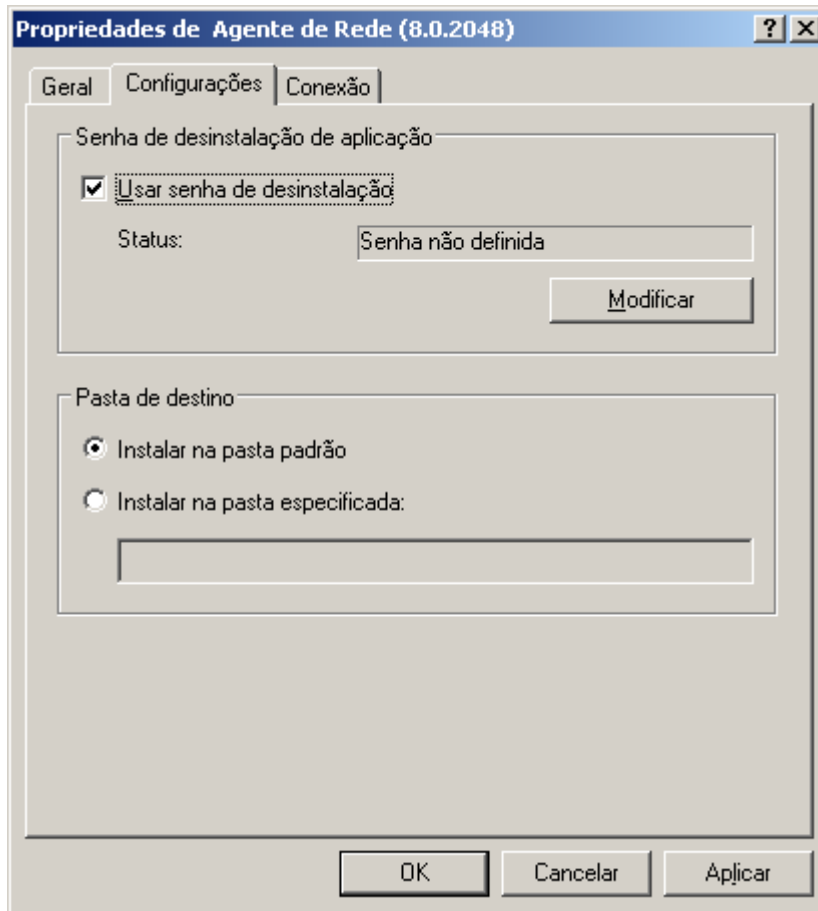 Propriedades de  Agente de Rede (8.0.2048)
Geral Configurações Conexão
Senha de desinstalação de aplicação
Usar senha de desinstalação
Status: Senha não definida
Modificar
Pasta de destino
Instalar na pasta padrão
Instalar na pasta especificada:
OK Cancelar Aplicar